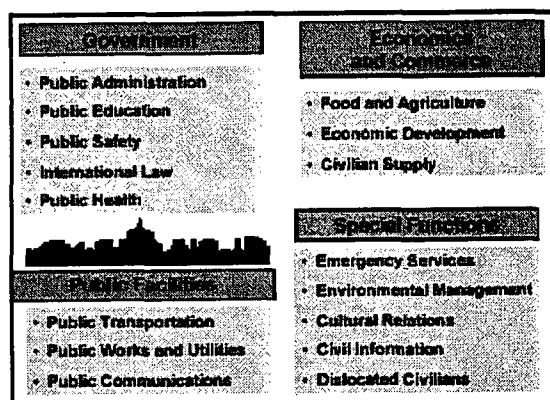 Government
• Public Administration
• Public Education
• Public Safety
• International Law
• Public Health
Public Facilities
• Public Transportation
• Public Works and Utilities
• Public Communications
Economics
and Commerce
• Food and Agriculture
• Economic Development
• Civilian Supply
Special Functions
• Emergency Services
• Environmental Management
• Cultural Relations
• Civil Information
• Dislocated Civilians